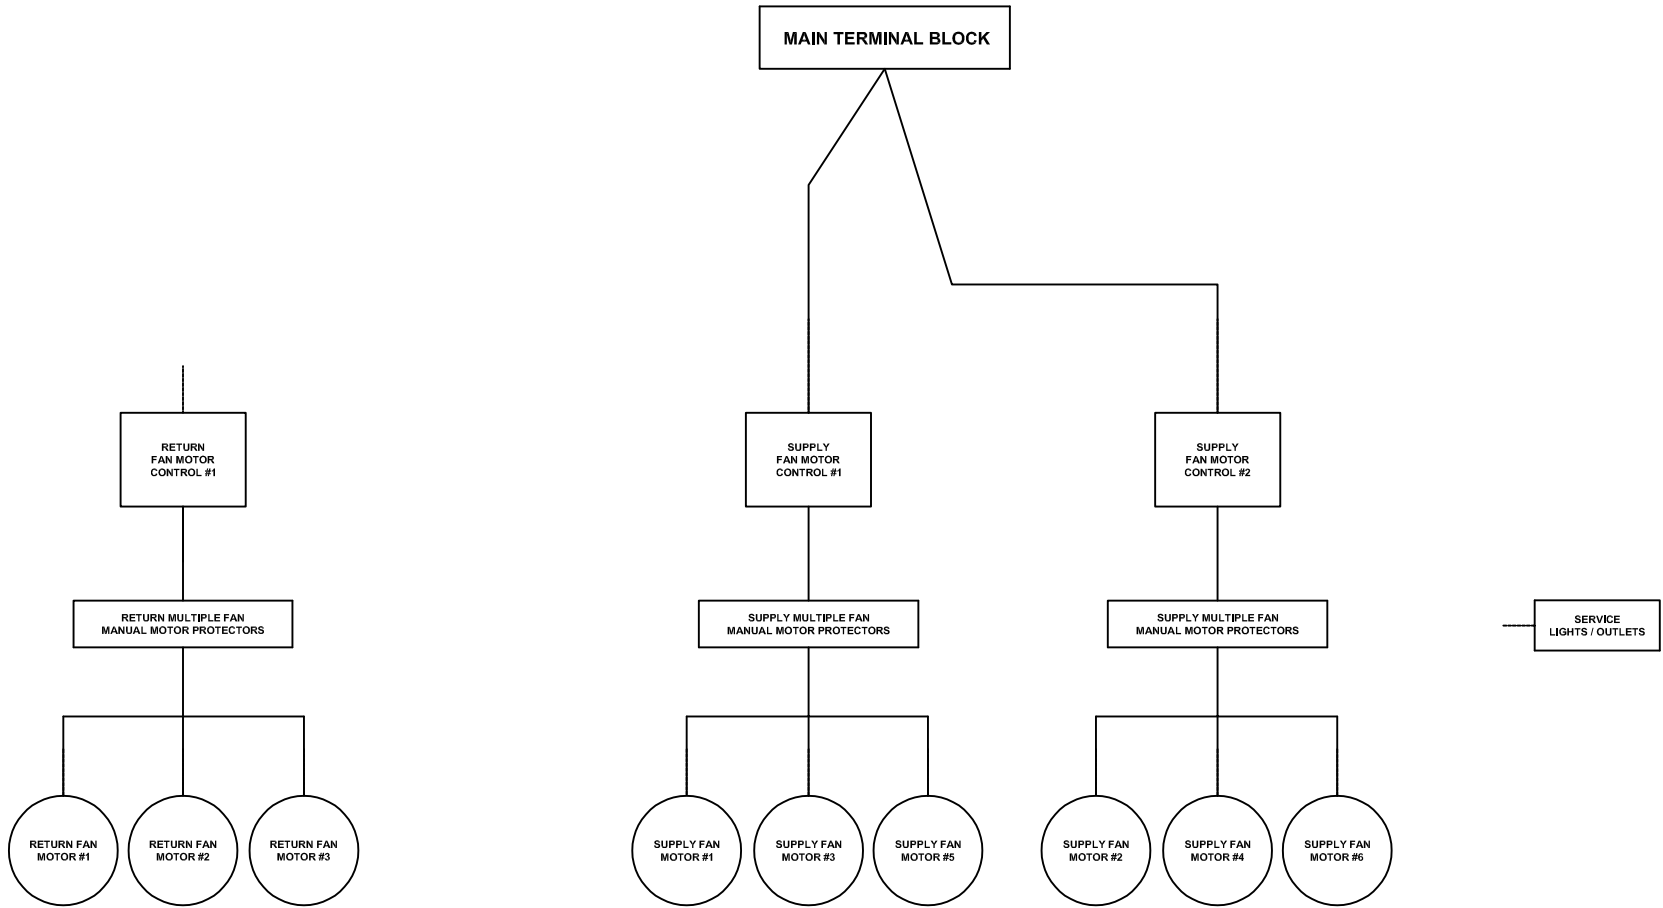 MAIN TERMINAL BLOCK
RETURN
FAN MOTOR
CONTROL #1
SUPPLY
FAN MOTOR
CONTROL #1
SUPPLY
FAN MOTOR
CONTROL #2
RETURN MULTIPLE FAN
MANUAL MOTOR PROTECTORS
SUPPLY MULTIPLE FAN
MANUAL MOTOR PROTECTORS
SUPPLY MULTIPLE FAN
MANUAL MOTOR PROTECTORS
SERVICE
LIGHTS / OUTLETS
RETURN FAN
MOTOR #1
RETURN FAN
MOTOR #2
RETURN FAN
MOTOR #3
SUPPLY FAN
MOTOR #1
SUPPLY FAN
MOTOR #3
SUPPLY FAN
MOTOR #5
SUPPLY FAN
MOTOR #2
SUPPLY FAN
MOTOR #4
SUPPLY FAN
MOTOR #6